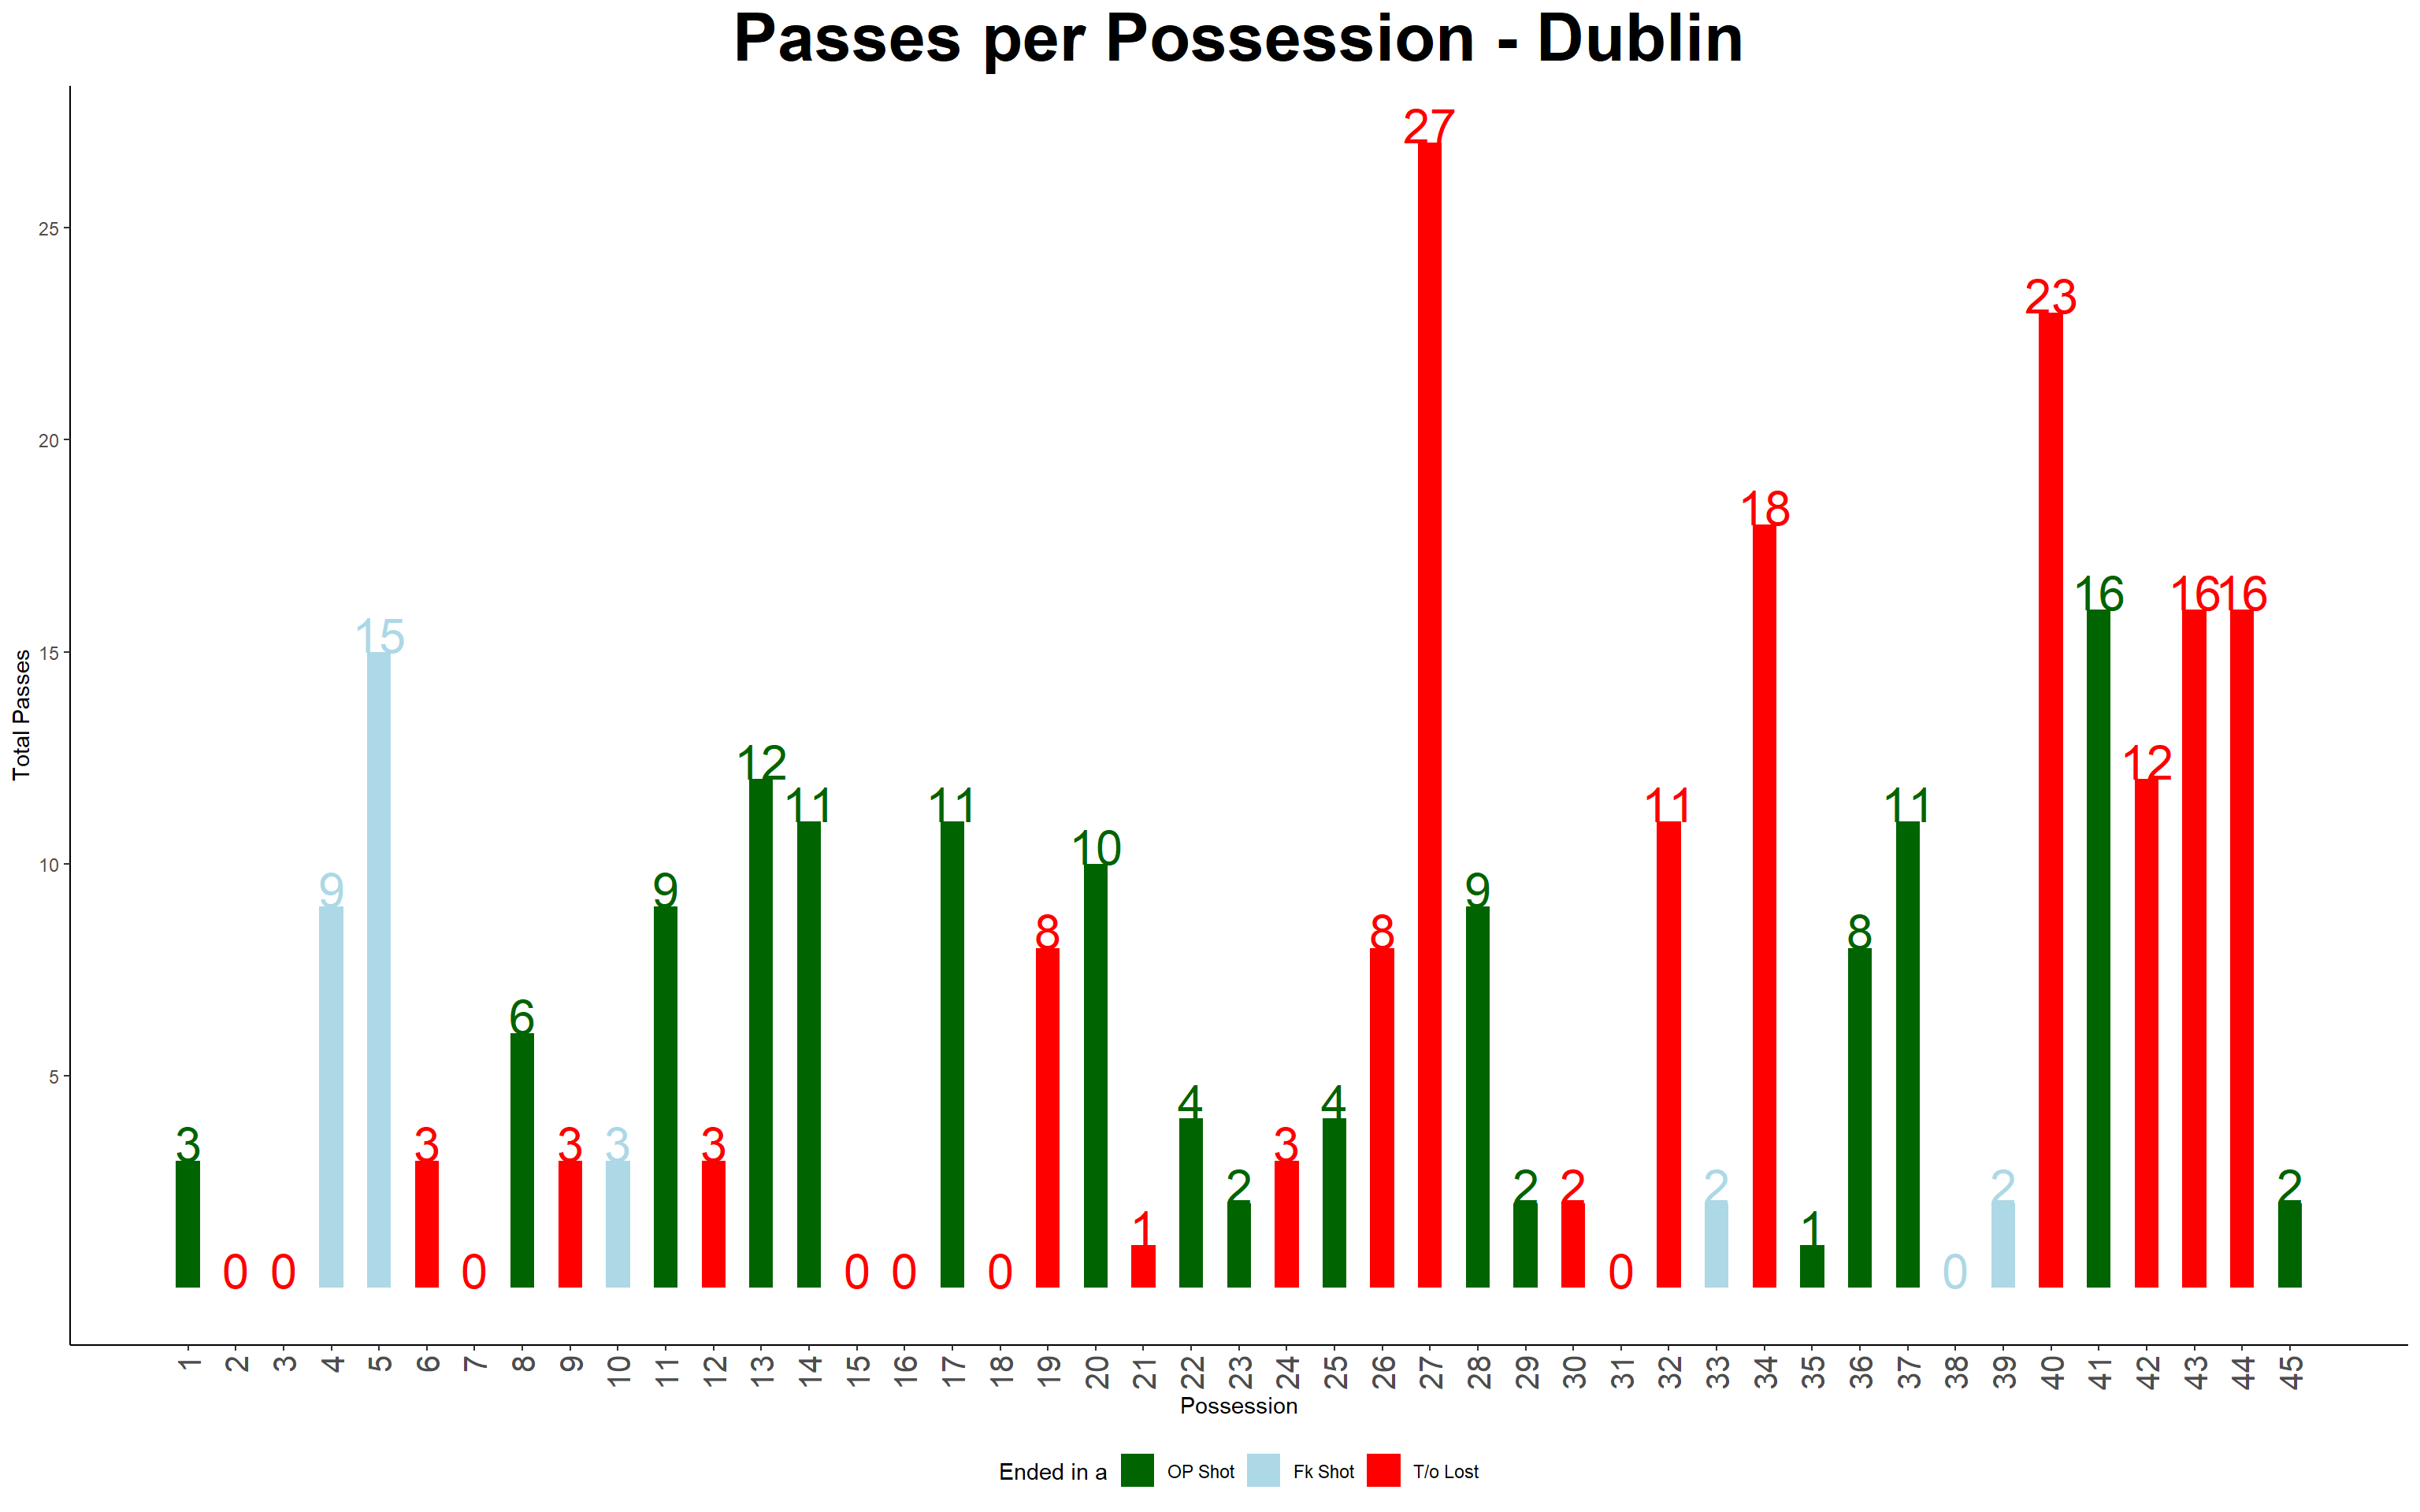 Passes per Possession - Dublin
Total Passes
25
20
15
10
5
3 0 0 9 15 3 0 6 3 3 9 3 12 11 0 0 11 0 8 10 1 4 2 3 4 8 27 9 2 2 0 11 2 18 1 8 11 0 2 23 16 12 16 16 2
1 2 3 4 5 6 7 8 9 10 11 12 13 14 15 16 17 18 19 20 21 22 23 24 25 26 27 28 29 30 31 32 33 34 35 36 37 38 39 40 41 42 43 44 45
Possession
Ended in a OP Shot Fk Shot T/o Lost